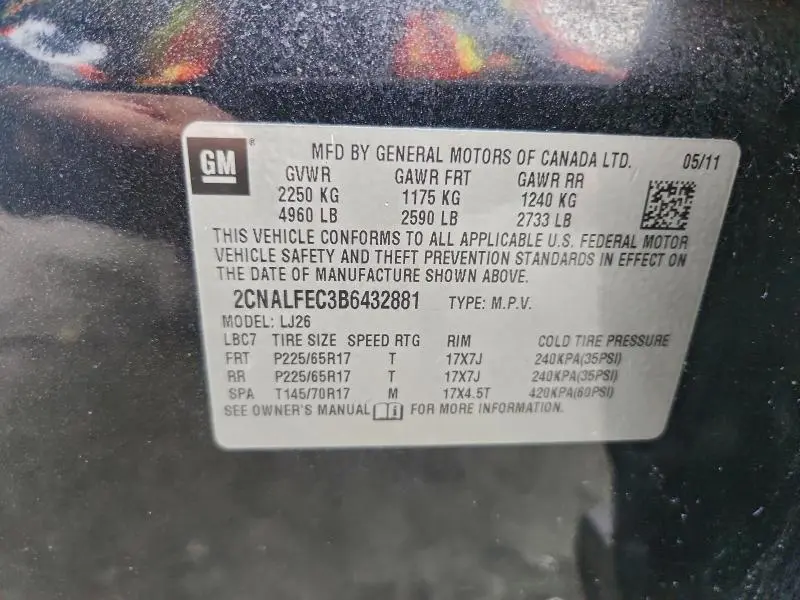 GM® MFD BY GENERAL MOTORS OF CANADA LTD. 05/11
GVWR GAWR FRT GAWR RR
2250 KG 1175 KG 1240 KG
4960 LB 2590 LB 2733 LB
THIS VEHICLE CONFORMS TO ALL APPLICABLE U.S. FEDERAL MOTOR
VEHICLE SAFETY AND THEFT PREVENTION STANDARDS IN EFFECT ON
THE DATE OF MANUFACTURE SHOWN ABOVE.
2CNALFEC3B6432881 TYPE: M.P.V.
MODEL: LJ26
LBC7 TIRE SIZE SPEED RTG RIM COLD TIRE PRESSURE
FRT P225/65R17 T 17X7J 240KPA(35PSI)
RR P225/65R17 T 17X7J 240KPA(35PSI)
SPA T145/70R17 M 17X4.5T 420KPA(60PSI)
SEE OWNER'S MANUAL i FOR MORE INFORMATION.